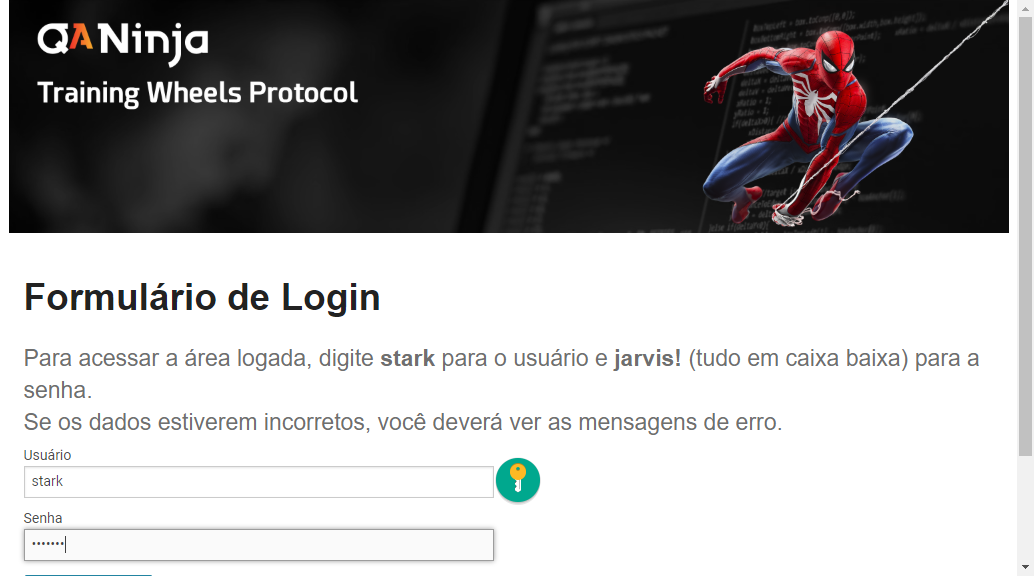 QANinja
Training Wheels Protocol
Formulário de Login
Para acessar a área logada, digite stark para o usuário e jarvis! (tudo em caixa baixa) para a
senha.
Se os dados estiverem incorretos, você deverá ver as mensagens de erro.
Usuário
stark
Senha
•••••••